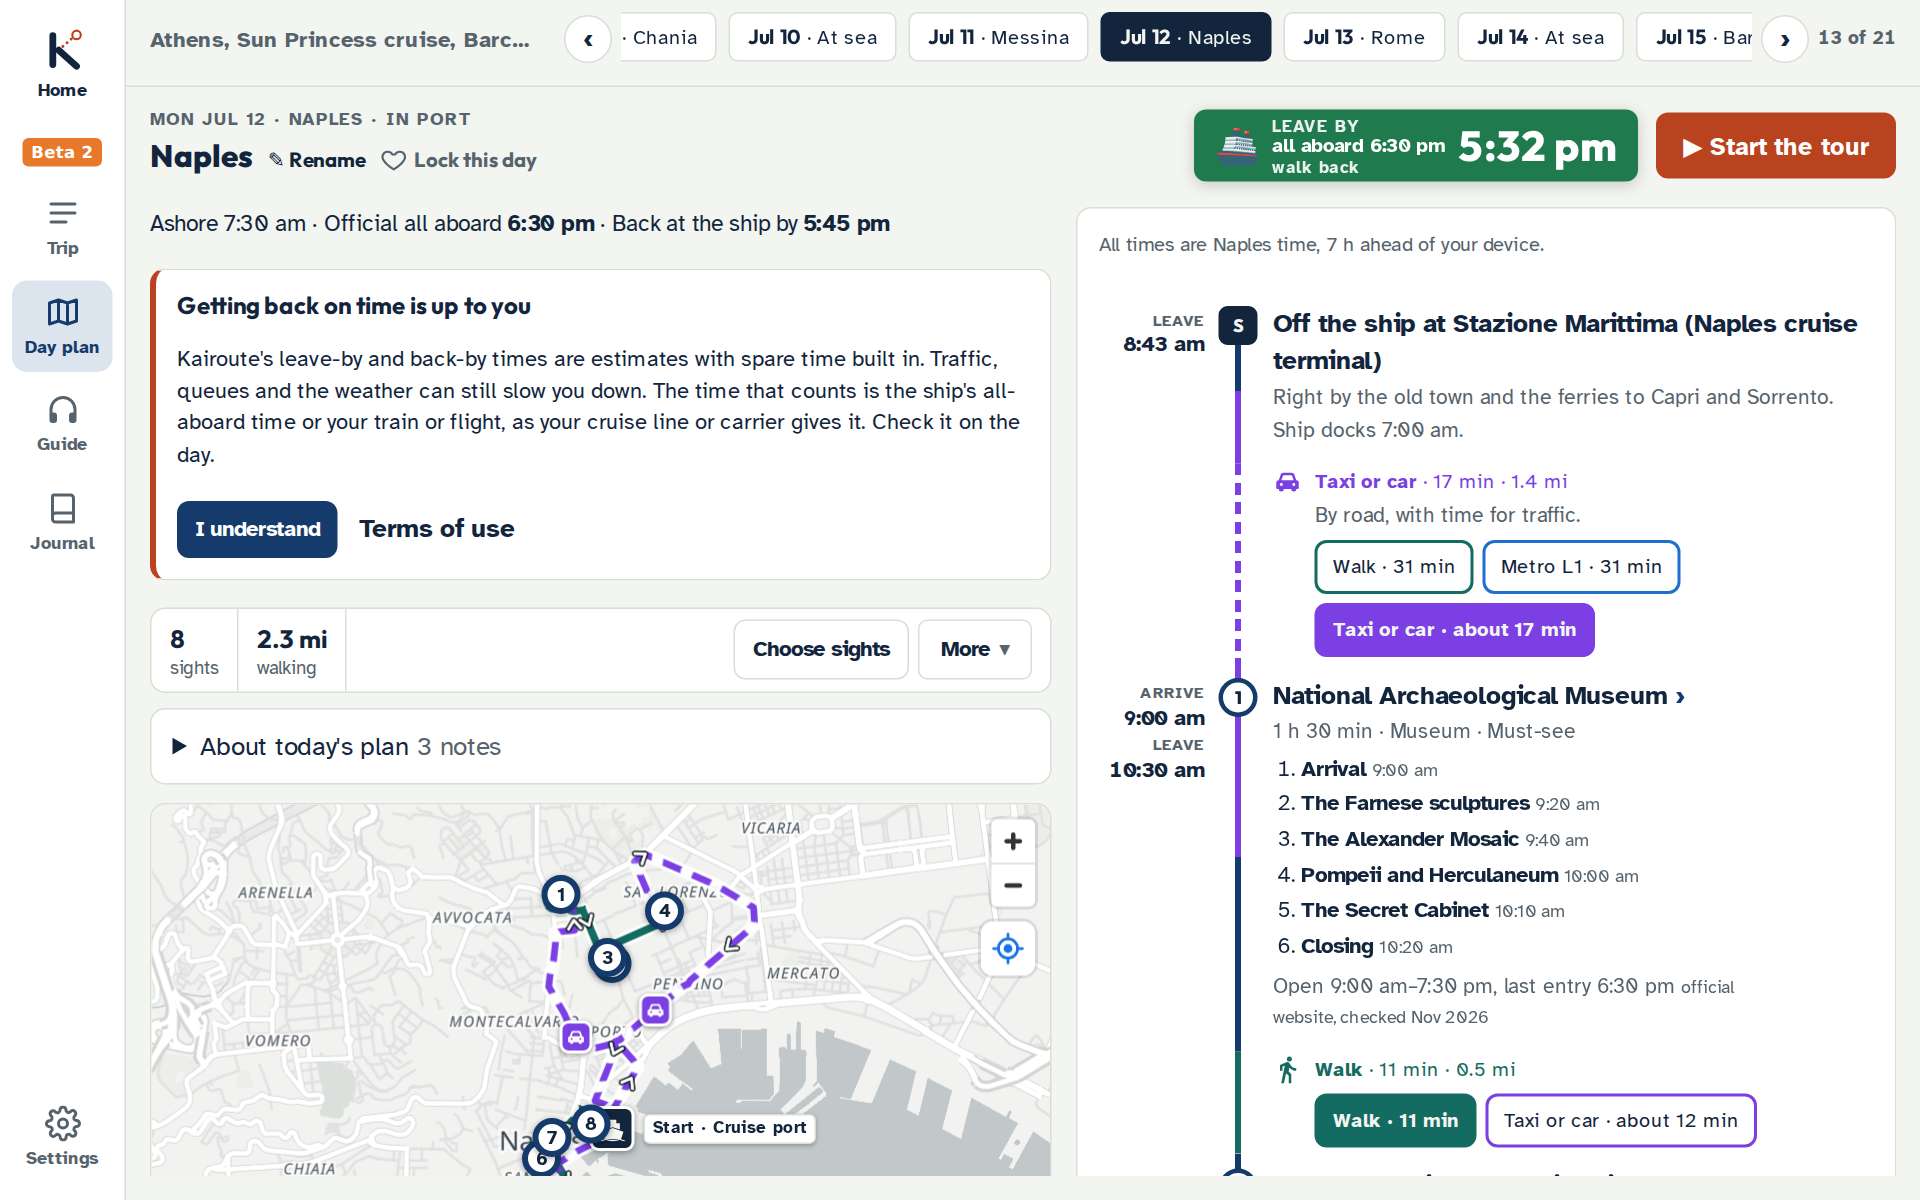 Home
Beta 2
Trip
Day plan
Guide
Journal
Settings
Athens, Sun Princess cruise, Barc...
‹
· Chania
Jul 10 · At sea
Jul 11 · Messina
Jul 12 · Naples
Jul 13 · Rome
Jul 14 · At sea
Jul 15 · Bar
›
13 of 21
MON JUL 12 · NAPLES · IN PORT
Naples
✎ Rename
Lock this day
LEAVE BY
all aboard 6:30 pm
walk back
5:32 pm
▶ Start the tour
Ashore 7:30 am · Official all aboard 6:30 pm · Back at the ship by 5:45 pm
Getting back on time is up to you
Kairoute's leave-by and back-by times are estimates with spare time built in. Traffic,
queues and the weather can still slow you down. The time that counts is the ship's all-
aboard time or your train or flight, as your cruise line or carrier gives it. Check it on the
day.
I understand
Terms of use
8
sights
2.3 mi
walking
Choose sights
More ▾
▶ About today's plan 3 notes
VICARIA
ARENELLA
AVVOCATA
MERCATO
VOMERO
CHIAIA
1
4
3
8
7
6
Start · Cruise port
+
−
All times are Naples time, 7 h ahead of your device.
LEAVE
8:43 am
S
Off the ship at Stazione Marittima (Naples cruise
terminal)
Right by the old town and the ferries to Capri and Sorrento.
Ship docks 7:00 am.
Taxi or car · 17 min · 1.4 mi
By road, with time for traffic.
Walk · 31 min
Metro L1 · 31 min
Taxi or car · about 17 min
ARRIVE
9:00 am
LEAVE
10:30 am
1
National Archaeological Museum ›
1 h 30 min · Museum · Must-see
1. Arrival 9:00 am
2. The Farnese sculptures 9:20 am
3. The Alexander Mosaic 9:40 am
4. Pompeii and Herculaneum 10:00 am
5. The Secret Cabinet 10:10 am
6. Closing 10:20 am
Open 9:00 am–7:30 pm, last entry 6:30 pm official
website, checked Nov 2026
Walk · 11 min · 0.5 mi
Walk · 11 min
Taxi or car · about 12 min